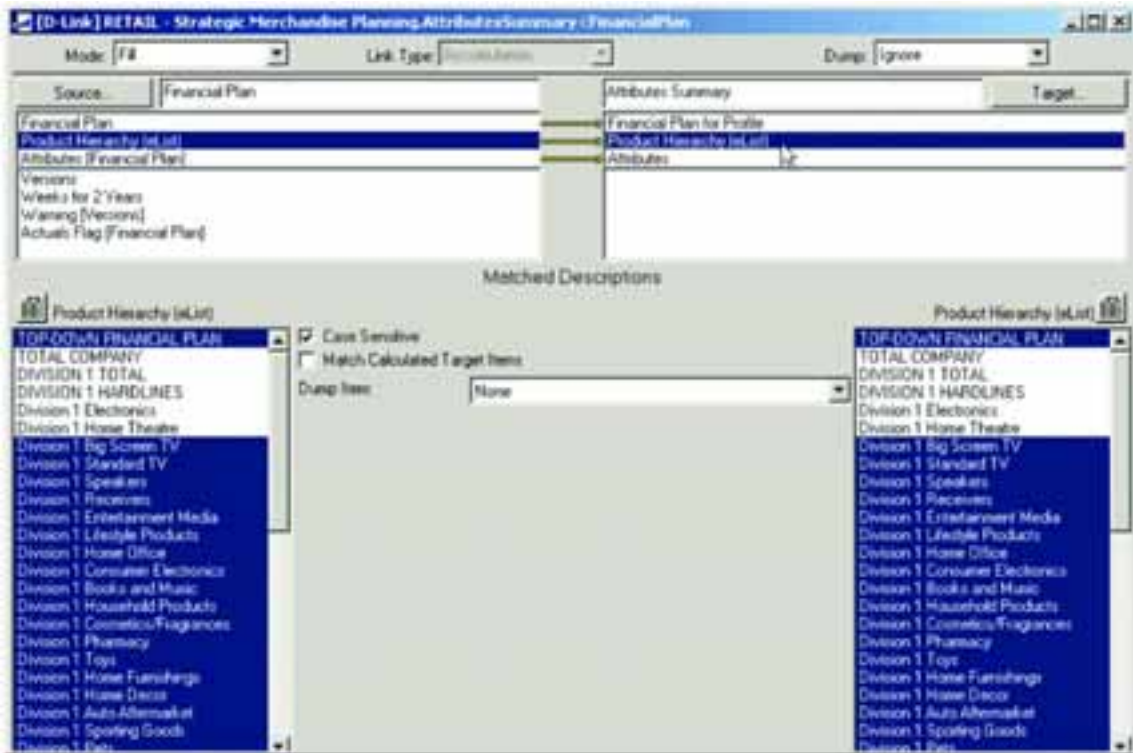 [D-Link] RETAIL - Strategic Merchandise Planning.AttributesSummary<FinancialPlan
Mode: Fill Link Type: Accumulation Dump: Ignore
Source... Financial Plan Attributes Summary Target...
Financial Plan Financial Plan for Profile
Product Hierarchy (eList) Product Hierarchy (eList)
Attributes [Financial Plan] Attributes
Versions
Weeks for 2 Years
Warning [Versions]
Actuals Flag [Financial Plan]
Matched Descriptions
Product Hierarchy (eList) Product Hierarchy (eList)
TOP-DOWN FINANCIAL PLAN Case Sensitive TOP-DOWN FINANCIAL PLAN
TOTAL COMPANY Match Calculated Target Items TOTAL COMPANY
DIVISION 1 TOTAL DIVISION 1 TOTAL
DIVISION 1 HARDLINES Dump Item: None DIVISION 1 HARDLINES
Division 1 Electronics Division 1 Electronics
Division 1 Home Theatre Division 1 Home Theatre
Division 1 Big Screen TV Division 1 Big Screen TV
Division 1 Standard TV Division 1 Standard TV
Division 1 Speakers Division 1 Speakers
Division 1 Receivers Division 1 Receivers
Division 1 Entertainment Media Division 1 Entertainment Media
Division 1 Lifestyle Products Division 1 Lifestyle Products
Division 1 Home Office Division 1 Home Office
Division 1 Consumer Electronics Division 1 Consumer Electronics
Division 1 Books and Music Division 1 Books and Music
Division 1 Household Products Division 1 Household Products
Division 1 Cosmetics/Fragrances Division 1 Cosmetics/Fragrances
Division 1 Pharmacy Division 1 Pharmacy
Division 1 Toys Division 1 Toys
Division 1 Home Furnishings Division 1 Home Furnishings
Division 1 Home Decor Division 1 Home Decor
Division 1 Auto Aftermarket Division 1 Auto Aftermarket
Division 1 Sporting Goods Division 1 Sporting Goods
Division 1 Pets Division 1 Pets